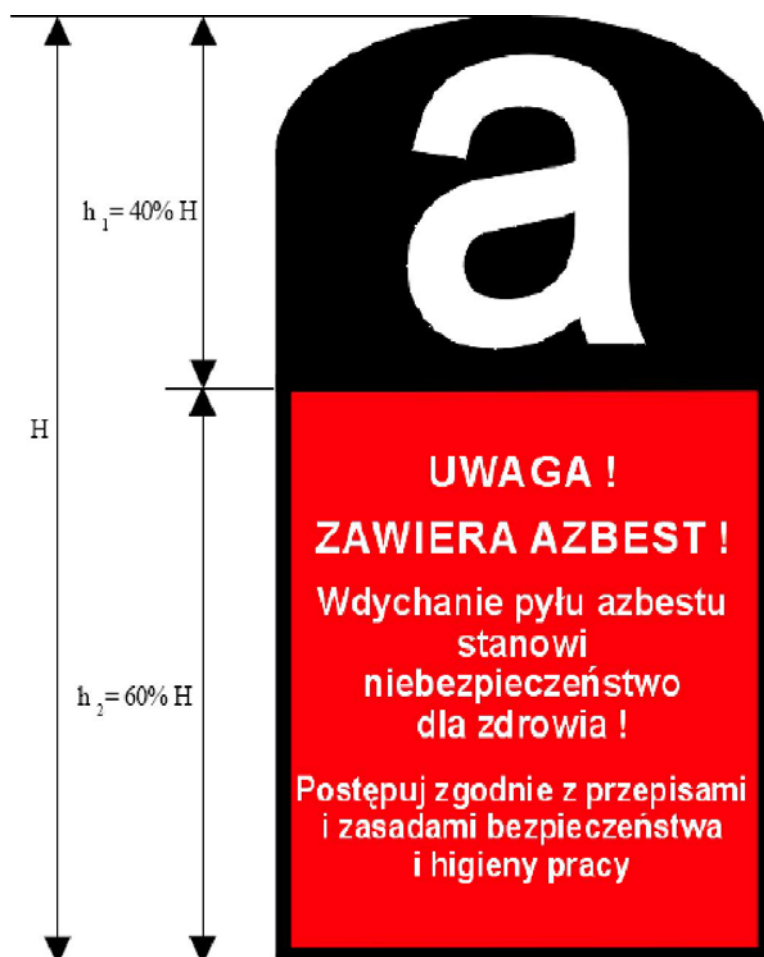 a
h₁= 40% H
H
h₂= 60% H
UWAGA !
ZAWIERA AZBEST !
Wdychanie pyłu azbestu
stanowi
niebezpieczeństwo
dla zdrowia !
Postępuj zgodnie z przepisami
i zasadami bezpieczeństwa
i higieny pracy